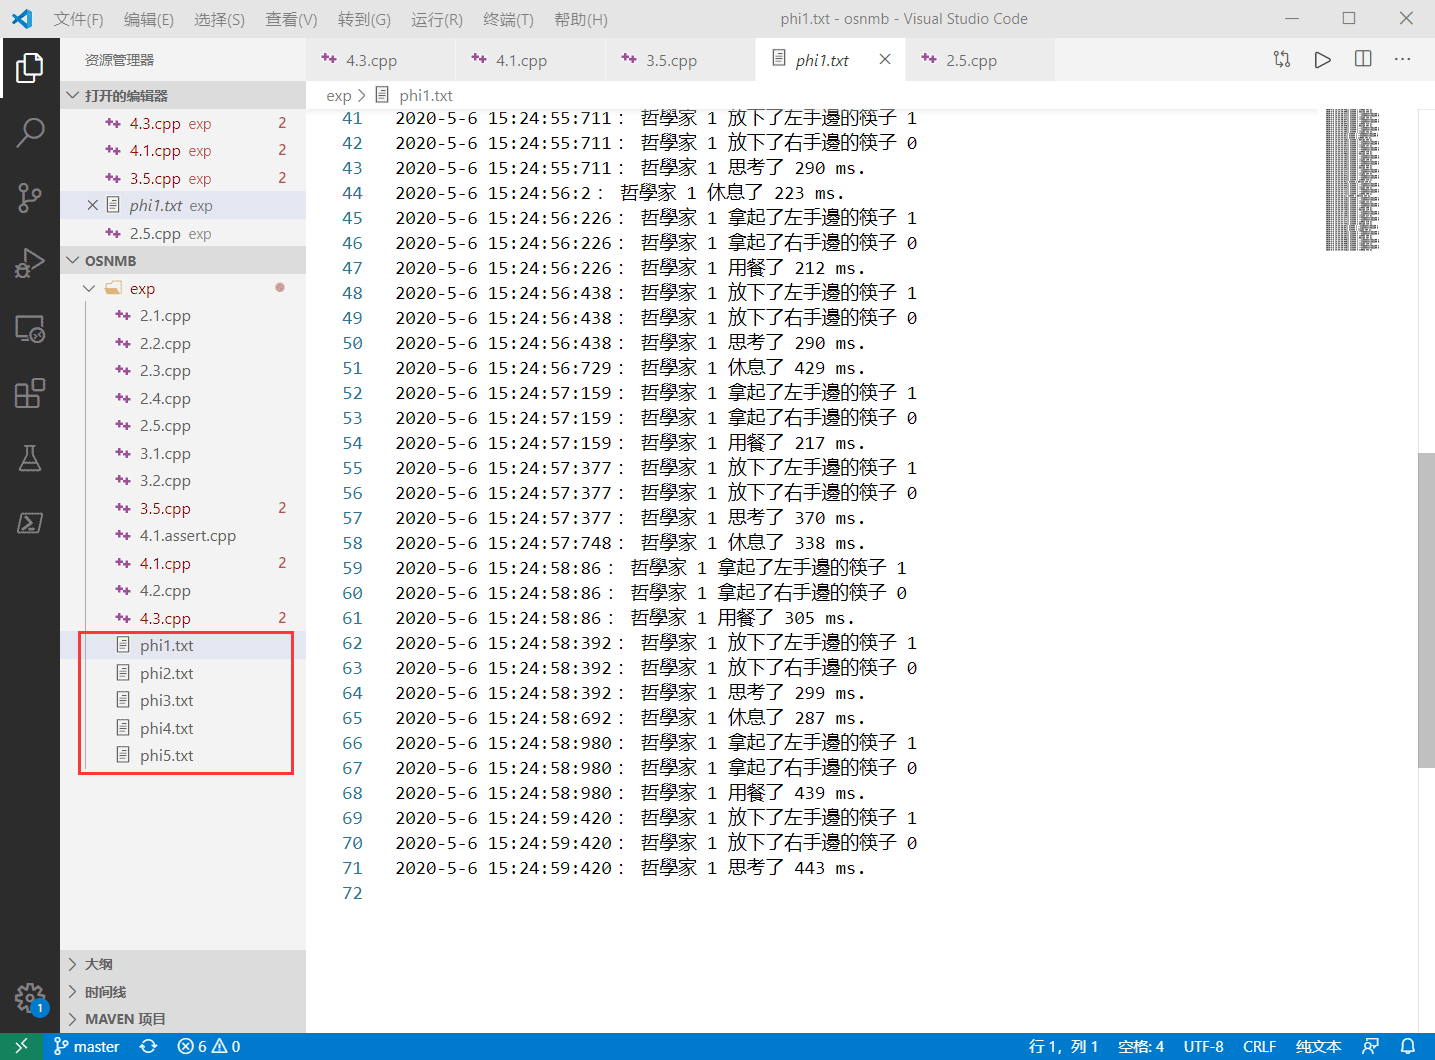 文件(F) 编辑(E) 选择(S) 查看(V) 转到(G) 运行(R) 终端(T) 帮助(H) phi1.txt - osnmb - Visual Studio Code
资源管理器
打开的编辑器
4.3.cpp exp 2
4.1.cpp exp 2
3.5.cpp exp 2
phi1.txt exp
2.5.cpp exp
OSNMB
exp
2.1.cpp
2.2.cpp
2.3.cpp
2.4.cpp
2.5.cpp
3.1.cpp
3.2.cpp
3.5.cpp 2
4.1.assert.cpp
4.1.cpp 2
4.2.cpp
4.3.cpp 2
phi1.txt
phi2.txt
phi3.txt
phi4.txt
phi5.txt
大纲
时间线
MAVEN 项目
1
4.3.cpp 4.1.cpp 3.5.cpp phi1.txt 2.5.cpp
exp > phi1.txt
41 2020-5-6 15:24:55:711： 哲學家 1 放下了左手邊的筷子 1
42 2020-5-6 15:24:55:711： 哲學家 1 放下了右手邊的筷子 0
43 2020-5-6 15:24:55:711： 哲學家 1 思考了 290 ms.
44 2020-5-6 15:24:56:2： 哲學家 1 休息了 223 ms.
45 2020-5-6 15:24:56:226： 哲學家 1 拿起了左手邊的筷子 1
46 2020-5-6 15:24:56:226： 哲學家 1 拿起了右手邊的筷子 0
47 2020-5-6 15:24:56:226： 哲學家 1 用餐了 212 ms.
48 2020-5-6 15:24:56:438： 哲學家 1 放下了左手邊的筷子 1
49 2020-5-6 15:24:56:438： 哲學家 1 放下了右手邊的筷子 0
50 2020-5-6 15:24:56:438： 哲學家 1 思考了 290 ms.
51 2020-5-6 15:24:56:729： 哲學家 1 休息了 429 ms.
52 2020-5-6 15:24:57:159： 哲學家 1 拿起了左手邊的筷子 1
53 2020-5-6 15:24:57:159： 哲學家 1 拿起了右手邊的筷子 0
54 2020-5-6 15:24:57:159： 哲學家 1 用餐了 217 ms.
55 2020-5-6 15:24:57:377： 哲學家 1 放下了左手邊的筷子 1
56 2020-5-6 15:24:57:377： 哲學家 1 放下了右手邊的筷子 0
57 2020-5-6 15:24:57:377： 哲學家 1 思考了 370 ms.
58 2020-5-6 15:24:57:748： 哲學家 1 休息了 338 ms.
59 2020-5-6 15:24:58:86： 哲學家 1 拿起了左手邊的筷子 1
60 2020-5-6 15:24:58:86： 哲學家 1 拿起了右手邊的筷子 0
61 2020-5-6 15:24:58:86： 哲學家 1 用餐了 305 ms.
62 2020-5-6 15:24:58:392： 哲學家 1 放下了左手邊的筷子 1
63 2020-5-6 15:24:58:392： 哲學家 1 放下了右手邊的筷子 0
64 2020-5-6 15:24:58:392： 哲學家 1 思考了 299 ms.
65 2020-5-6 15:24:58:692： 哲學家 1 休息了 287 ms.
66 2020-5-6 15:24:58:980： 哲學家 1 拿起了左手邊的筷子 1
67 2020-5-6 15:24:58:980： 哲學家 1 拿起了右手邊的筷子 0
68 2020-5-6 15:24:58:980： 哲學家 1 用餐了 439 ms.
69 2020-5-6 15:24:59:420： 哲學家 1 放下了左手邊的筷子 1
70 2020-5-6 15:24:59:420： 哲學家 1 放下了右手邊的筷子 0
71 2020-5-6 15:24:59:420： 哲學家 1 思考了 443 ms.
72
master 6 0 行 1，列 1 空格: 4 UTF-8 CRLF 纯文本